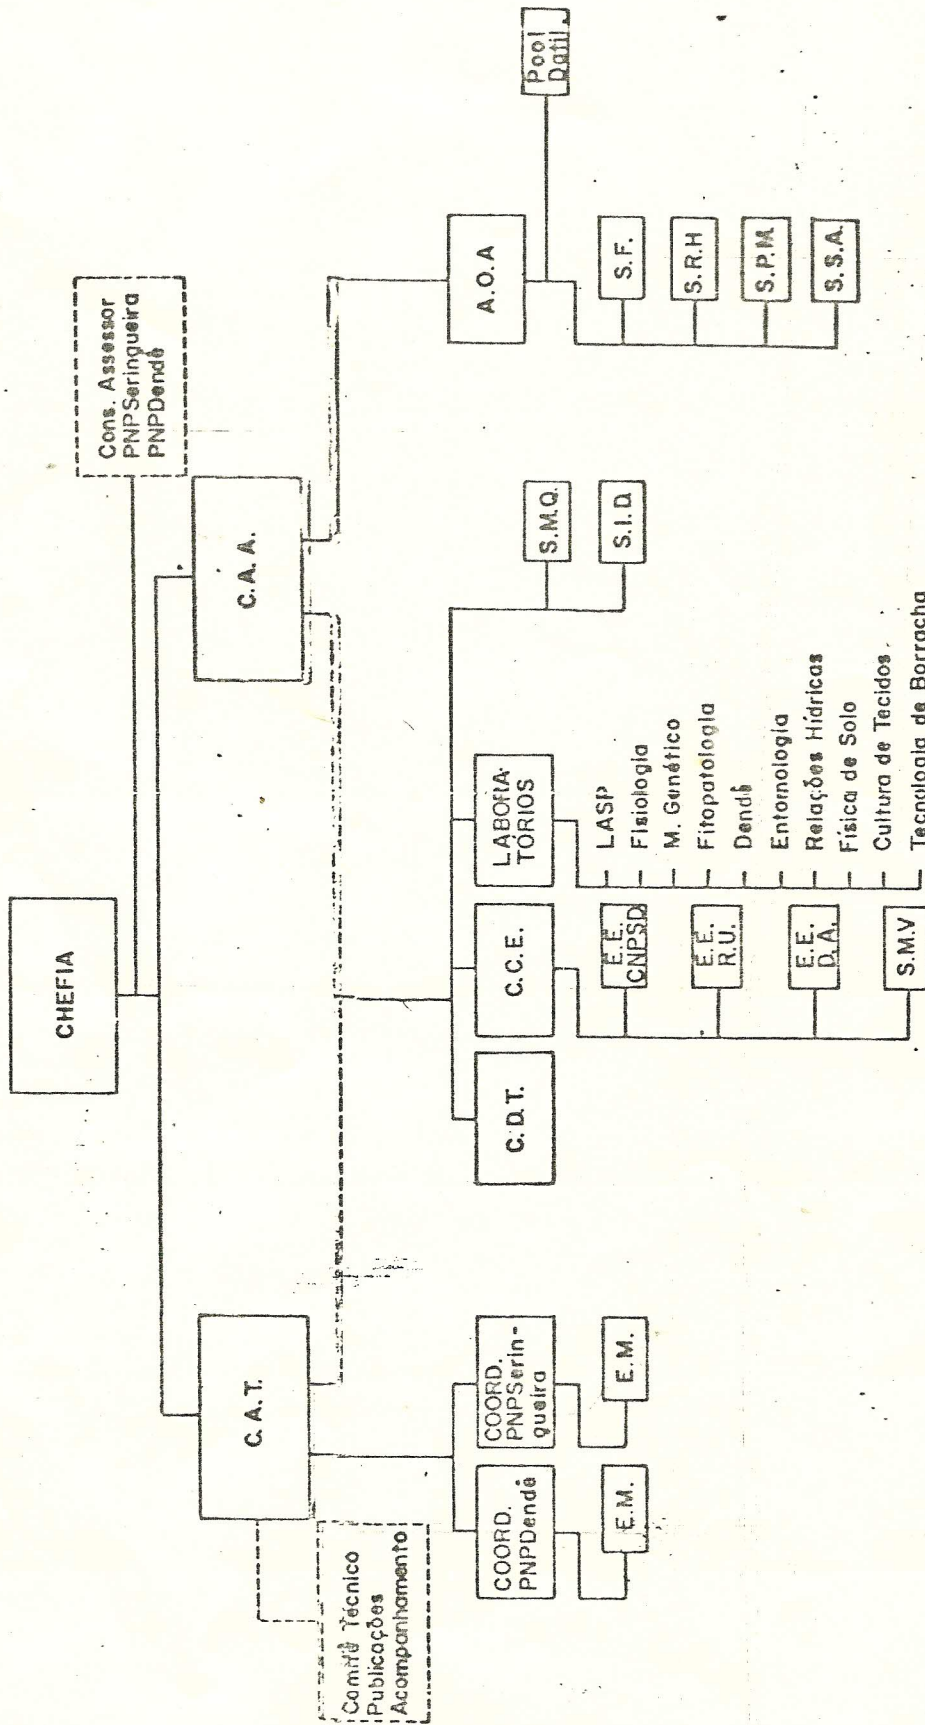 CHEFIA
Cons. Assessor
PNPSeringueira
PNPDendê
C.A.T.
C.A.A.
Comitê Técnico
Publicações
Acompanhamento
COORD.
PNPDendê
E.M.
COORD.
PNPSerin-
gueira
E.M.
C.D.T.
C.C.E.
E.E.
CNPSD
E.E.
R.U.
E.E.
D.A.
S.M.V
LABORA-
TÓRIOS
LASP
Fisiologia
M. Genético
Fitopatologia
Dendê
Entomologia
Relações Hídricas
Física de Solo
Cultura de Tecidos
Tecnologia de Borracha
S.M.Q.
S.I.D.
A.O.A
Pool
Datil.
S.F.
S.R.H
S.P.M.
S.S.A.